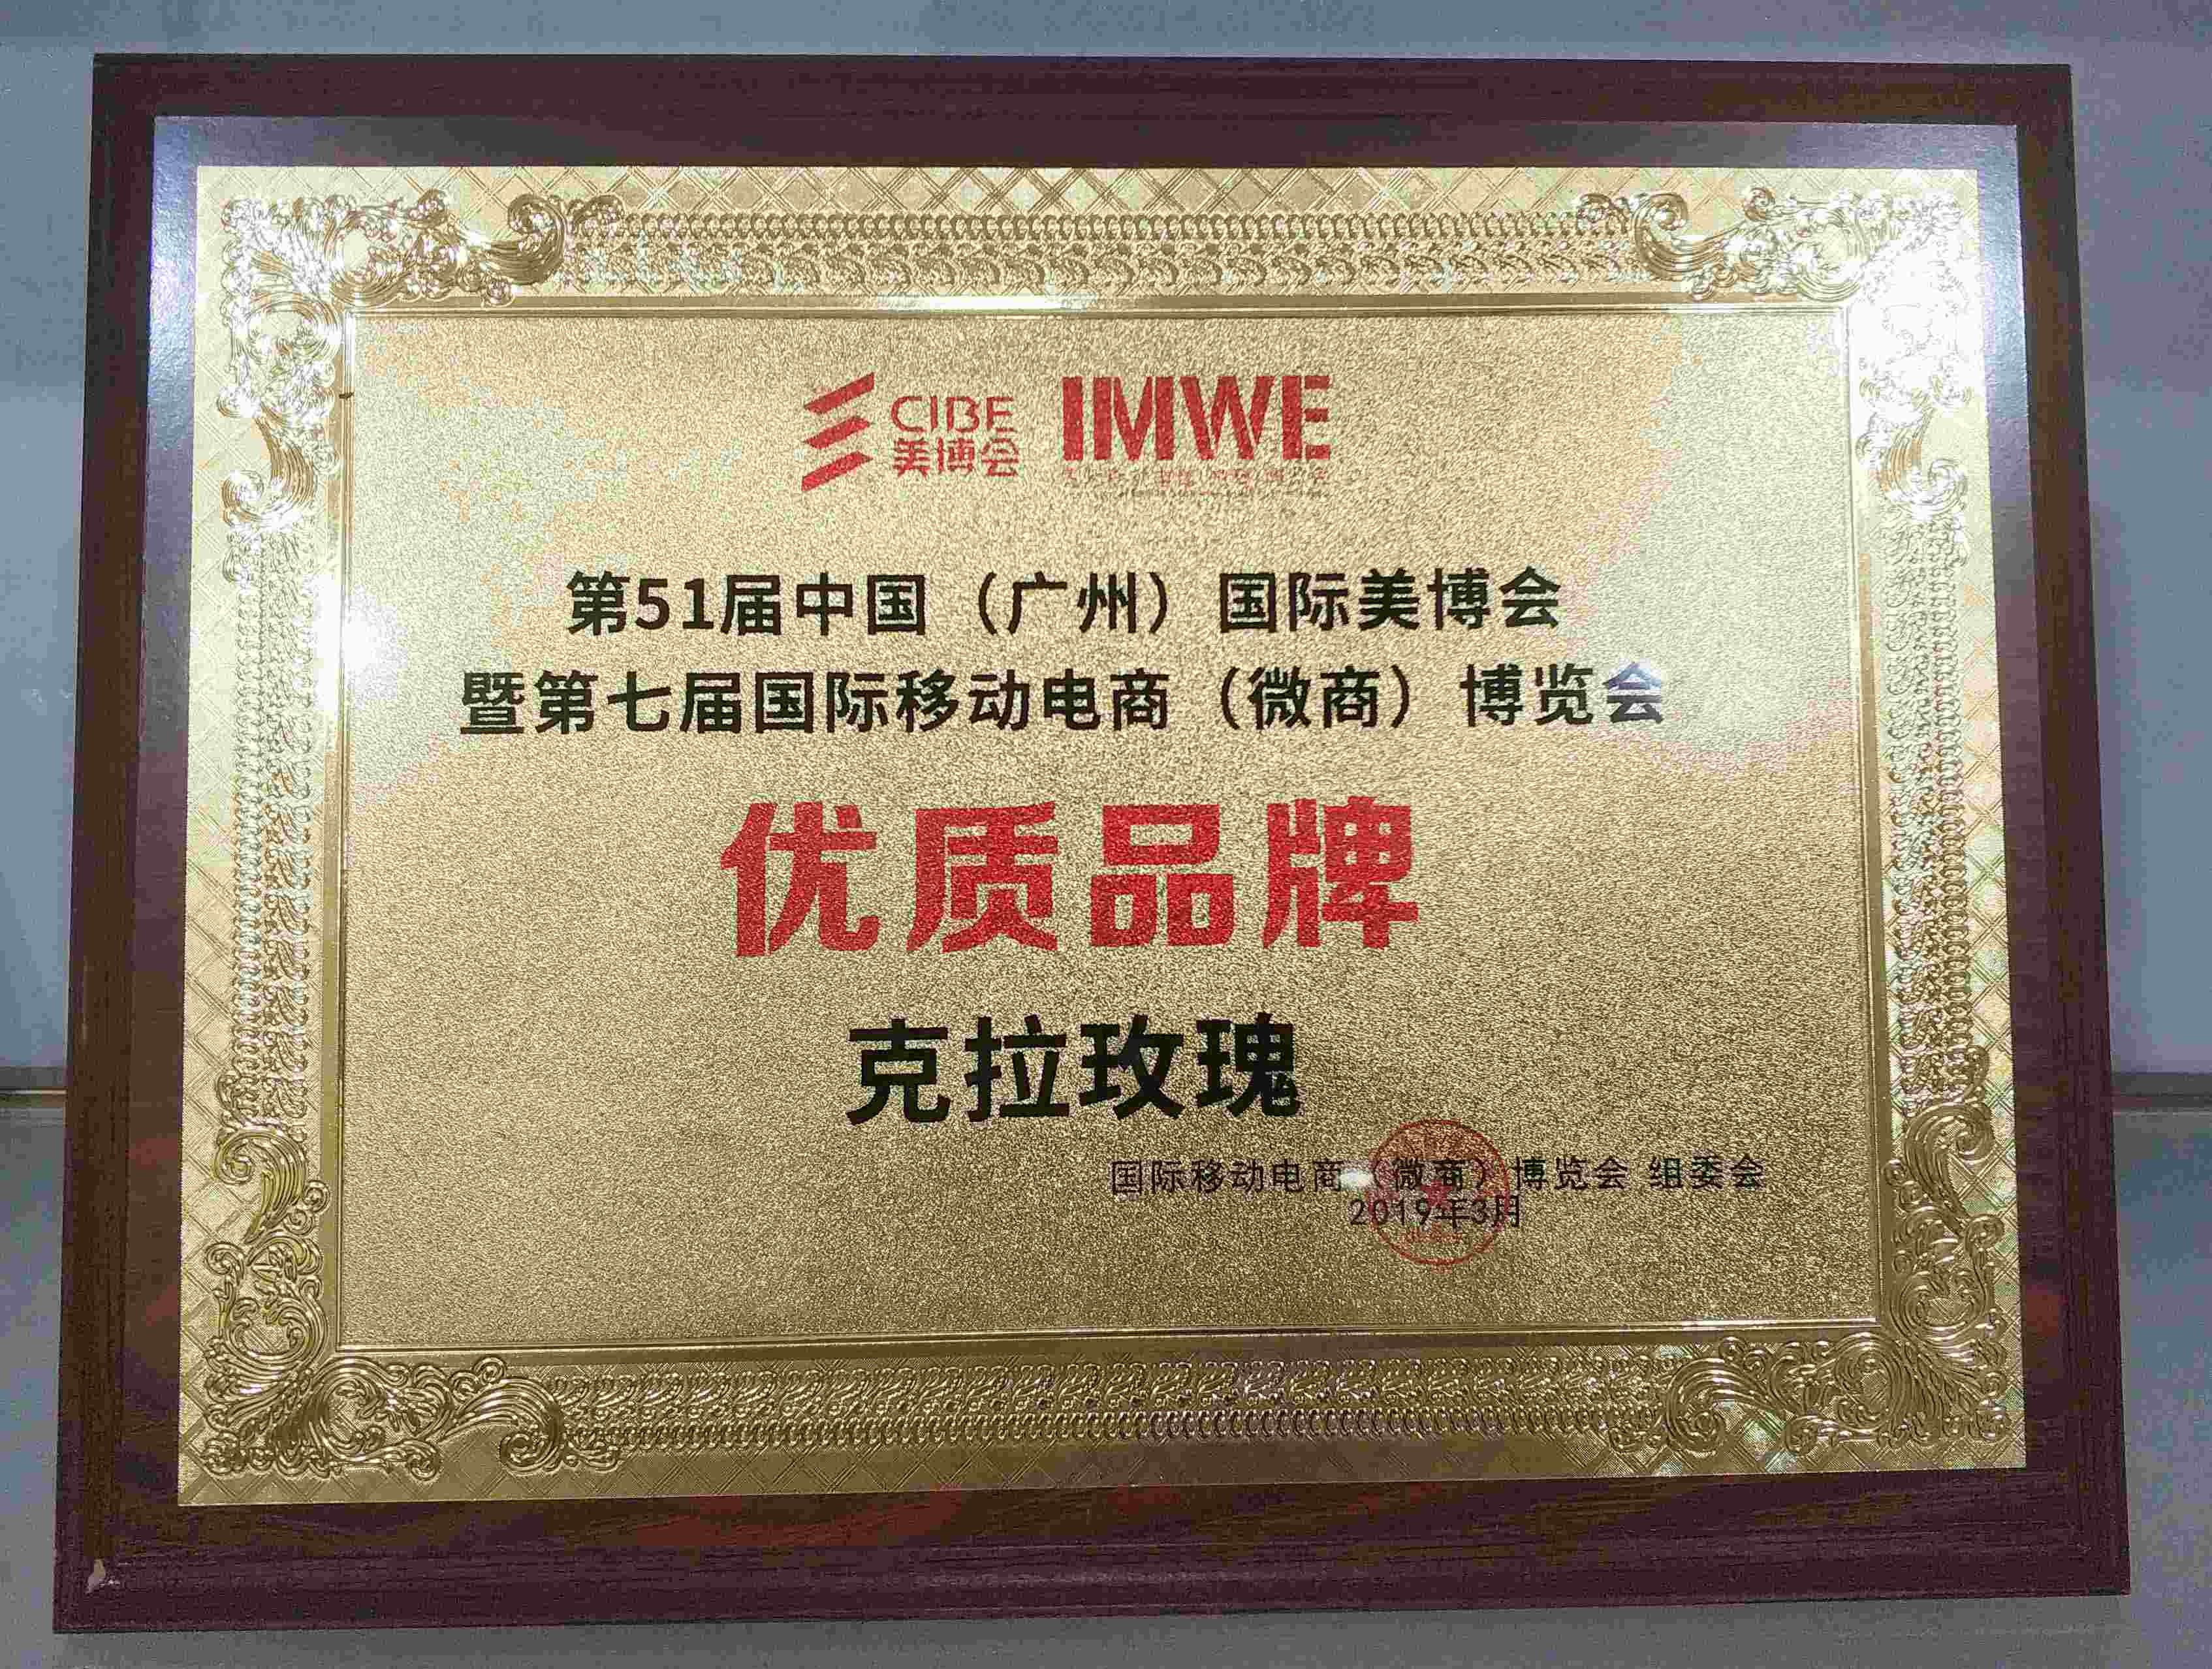 CIBE IMWE
美博会
第51届中国（广州）国际美博会
暨第七届国际移动电商（微商）博览会
优质品牌
克拉玫瑰
国际移动电商（微商）博览会 组委会
2019年3月